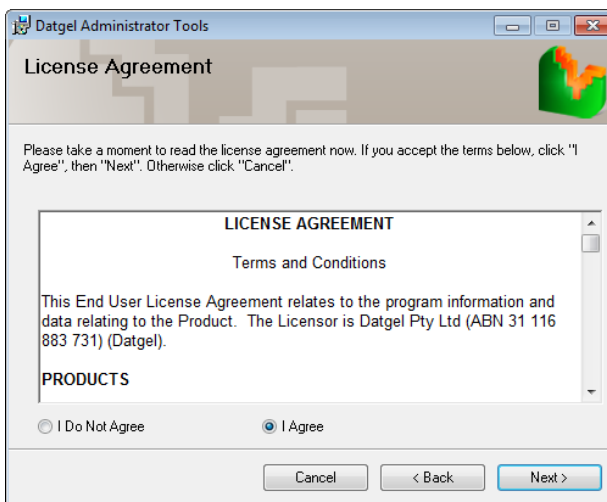 Datgel Administrator Tools
License Agreement
Please take a moment to read the license agreement now. If you accept the terms below, click "I
Agree", then "Next". Otherwise click "Cancel".
LICENSE AGREEMENT
Terms and Conditions
This End User License Agreement relates to the program information and
data relating to the Product.  The Licensor is Datgel Pty Ltd (ABN 31 116
883 731) (Datgel).
PRODUCTS
I Do Not Agree
I Agree
Cancel
< Back
Next >